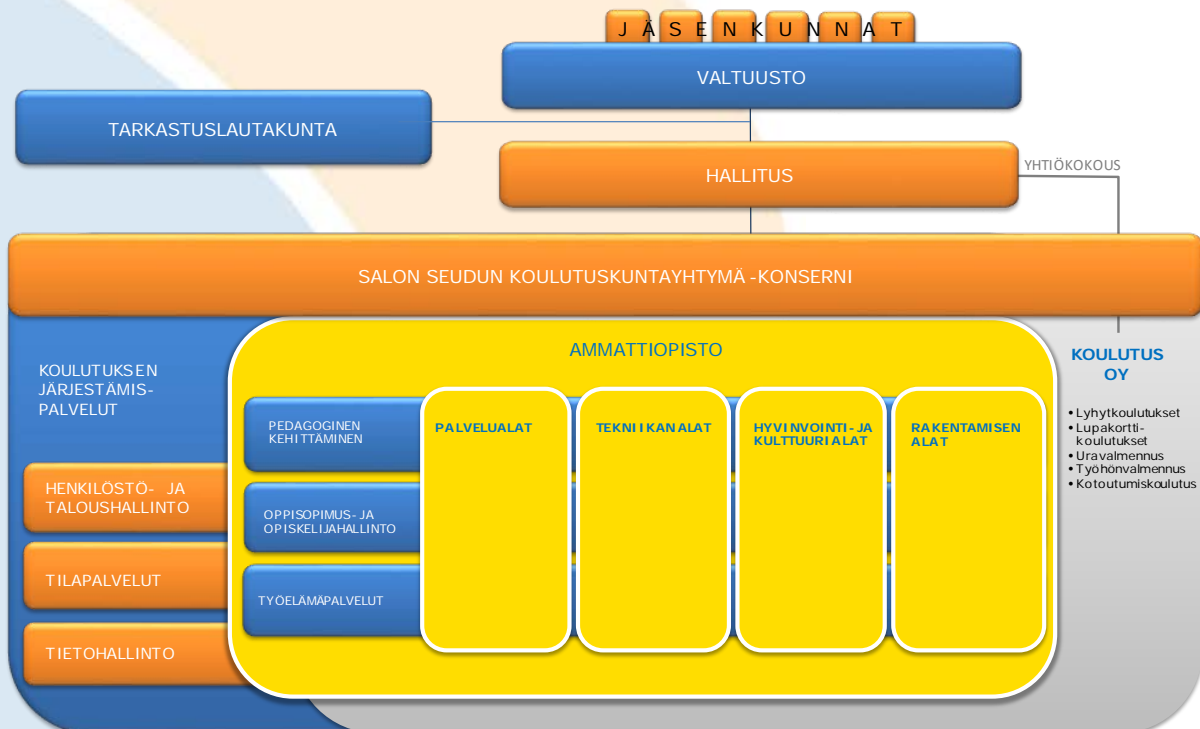 JÄSENKUNNAT
VALTUUSTO
TARKASTUSLAUTAKUNTA
HALLITUS
YHTIÖKOKOUS
SALON SEUDUN KOULUTUSKUNTAYHTYMÄ -KONSERNI
KOULUTUKSEN
JÄRJESTÄMIS-
PALVELUT
HENKILÖSTÖ- JA
TALOUSHALLINTO
TILAPALVELUT
TIETOHALLINTO
AMMATTIOPISTO
PEDAGOGINEN
KEHITTÄMINEN
OPPISOPIMUS- JA
OPISKELIJAHALLINTO
TYÖELÄMÄPALVELUT
PALVELUALAT
TEKNIIKAN ALAT
HYVINVOINTI- JA
KULTTUURIALAT
RAKENTAMISEN
ALAT
KOULUTUS
OY
• Lyhytkoulutukset
• Lupakortti-
koulutukset
• Uravalmennus
• Työhönvalmennus
• Kotoutumiskoulutus